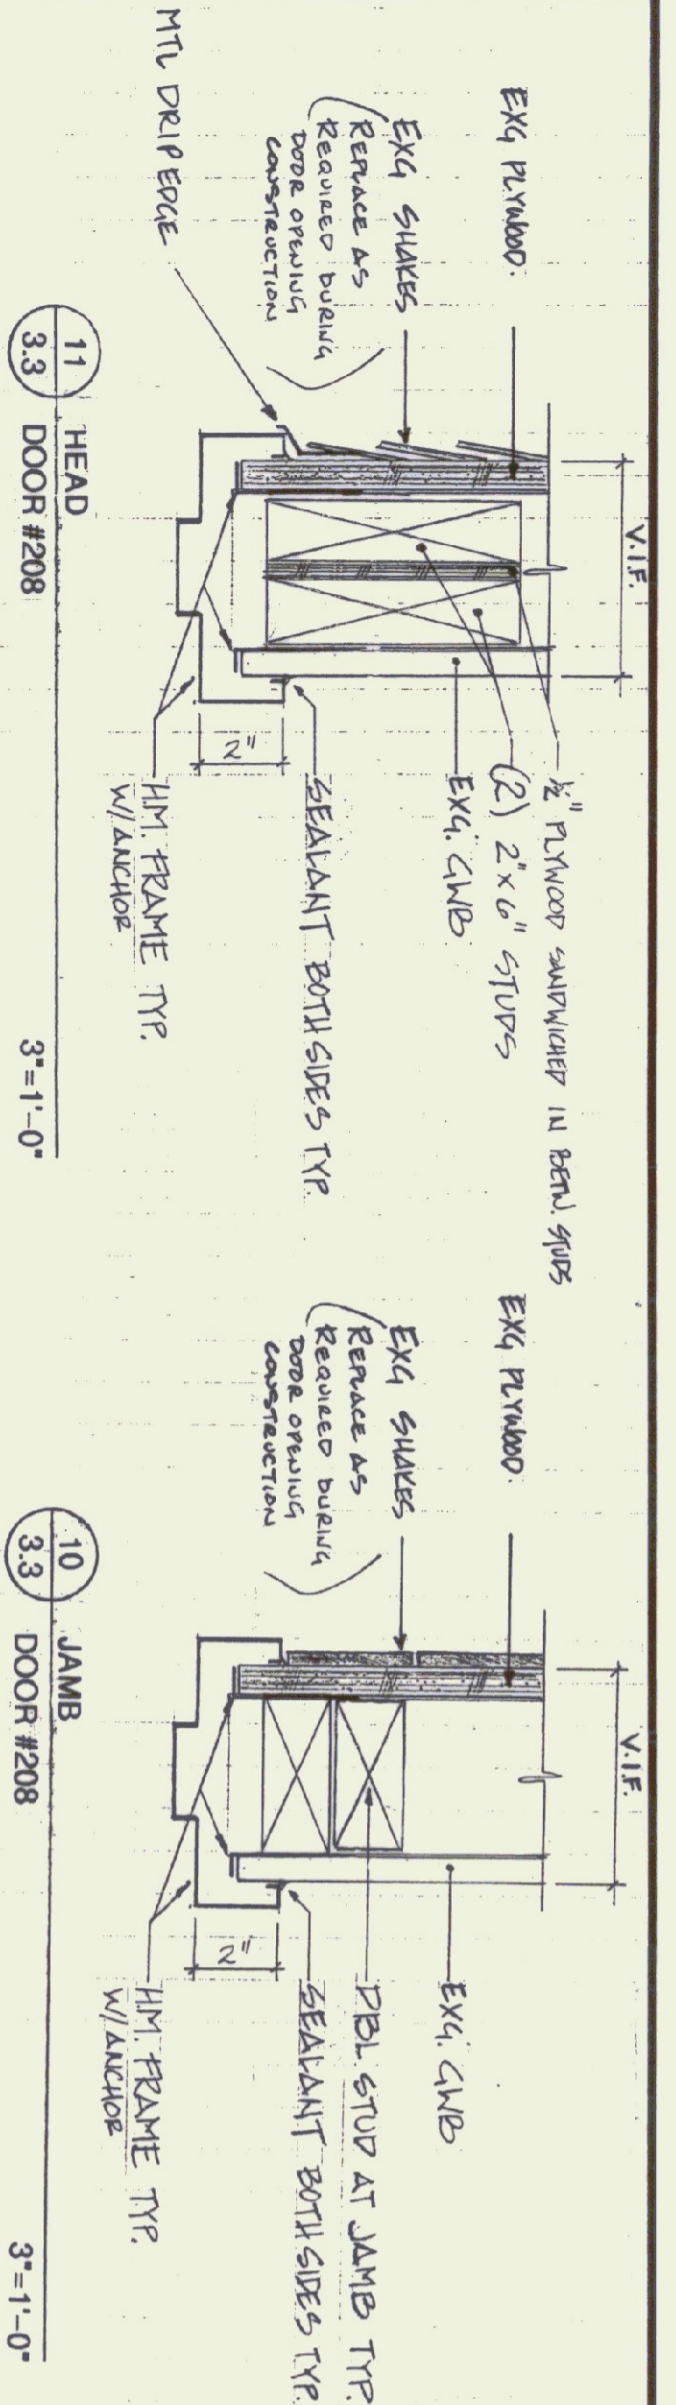 V.I.F.
EXG PLYWOOD.
EXG SHAKES
(REPLACE AS
REQUIRED DURING
DOOR OPENING
CONSTRUCTION)
MTL DRIP EDGE
1/2" PLYWOOD SANDWICHED IN BETW. STUDS
(2) 2"x6" STUDS
EXG. GWB
SEALANT BOTH SIDES TYP.
2"
H.M. FRAME TYP.
W/ANCHOR
11
3.3
HEAD
DOOR #208
3"=1'-0"
V.I.F.
EXG PLYWOOD.
EXG SHAKES
(REPLACE AS
REQUIRED DURING
DOOR OPENING
CONSTRUCTION)
EXG. GWB
DBL. STUD AT JAMB TYP.
SEALANT BOTH SIDES TYP.
2"
H.M. FRAME TYP.
W/ANCHOR
10
3.3
JAMB
DOOR #208
3"=1'-0"